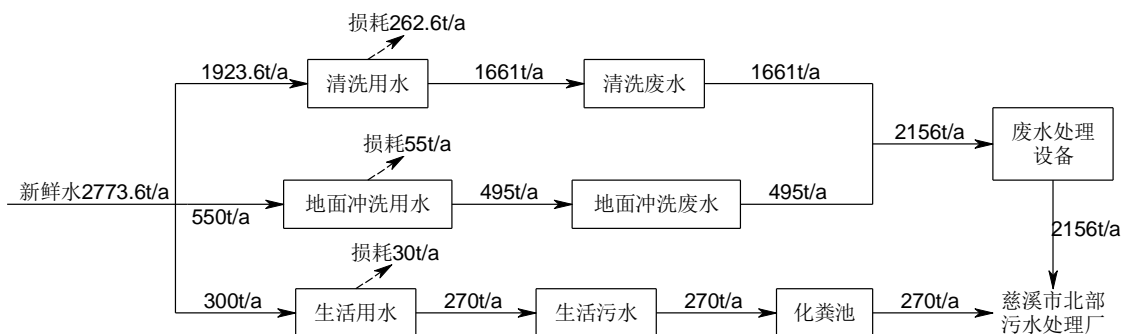 损耗262.6t/a
1923.6t/a
清洗用水
1661t/a
清洗废水
1661t/a
2156t/a
废水处理
设备
损耗55t/a
新鲜水2773.6t/a
550t/a
地面冲洗用水
495t/a
地面冲洗废水
495t/a
2156t/a
损耗30t/a
300t/a
生活用水
270t/a
生活污水
270t/a
化粪池
270t/a
慈溪市北部
污水处理厂